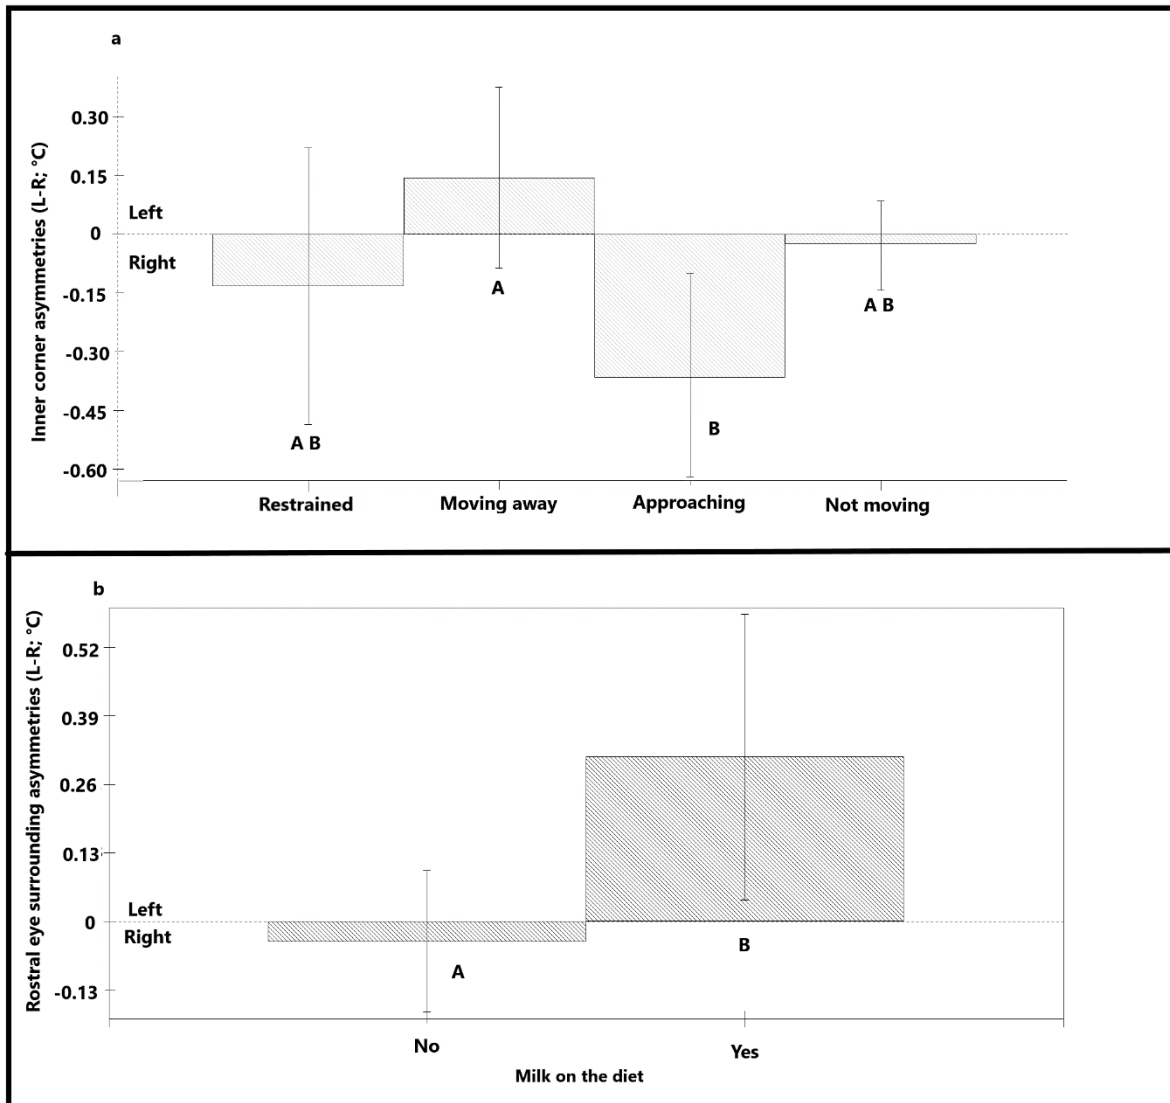 a
Inner corner asymmetries (L-R; °C)
0.30
0.15
Left
0
Right
-0.15
-0.30
-0.45
-0.60
A B
A
B
A B
Restrained
Moving away
Approaching
Not moving
b
Rostral eye surrounding asymmetries (L-R; °C)
0.52
0.39
0.26
0.13
Left
0
Right
-0.13
A
B
No
Yes
Milk on the diet